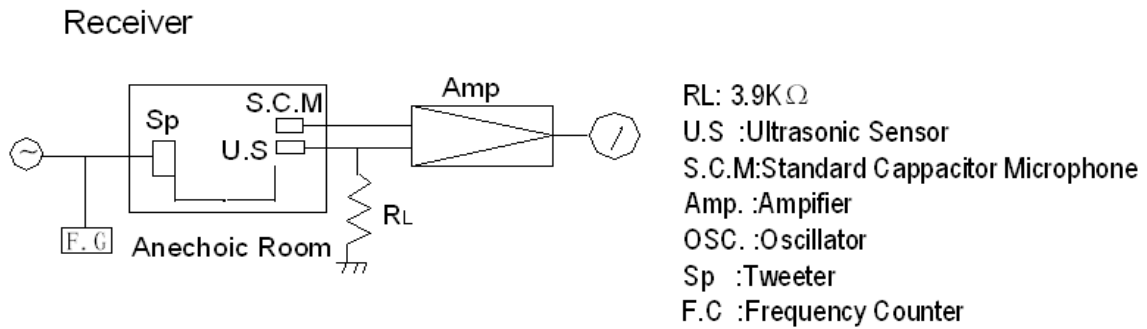 Receiver
Amp
S.C.M
Sp
U.S
~
RL
F.G
Anechoic Room
RL: 3.9KΩ
U.S :Ultrasonic Sensor
S.C.M:Standard Cappacitor Microphone
Amp. :Ampifier
OSC. :Oscillator
Sp :Tweeter
F.C :Frequency Counter